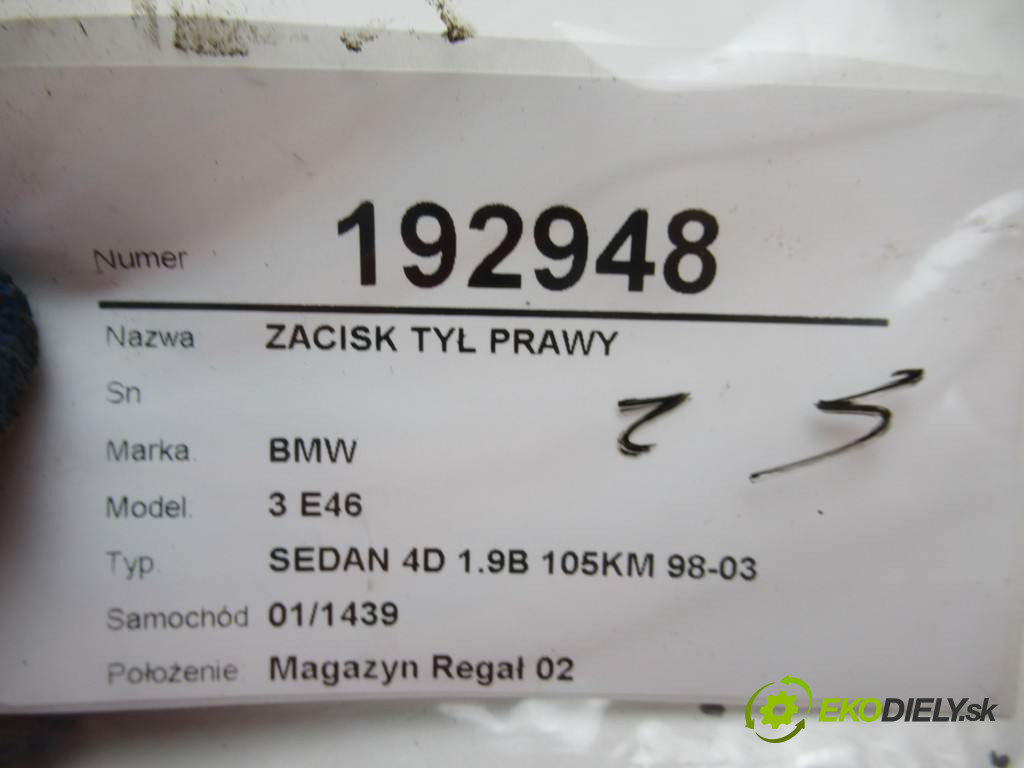 Numer 192948
Nazwa ZACISK TYŁ PRAWY
Sn
Marka. BMW
Model: 3 E46
Typ. SEDAN 4D 1.9B 105KM 98-03
Samochód 01/1439
Położenie Magazyn Regał 02
EKODIELY.sk